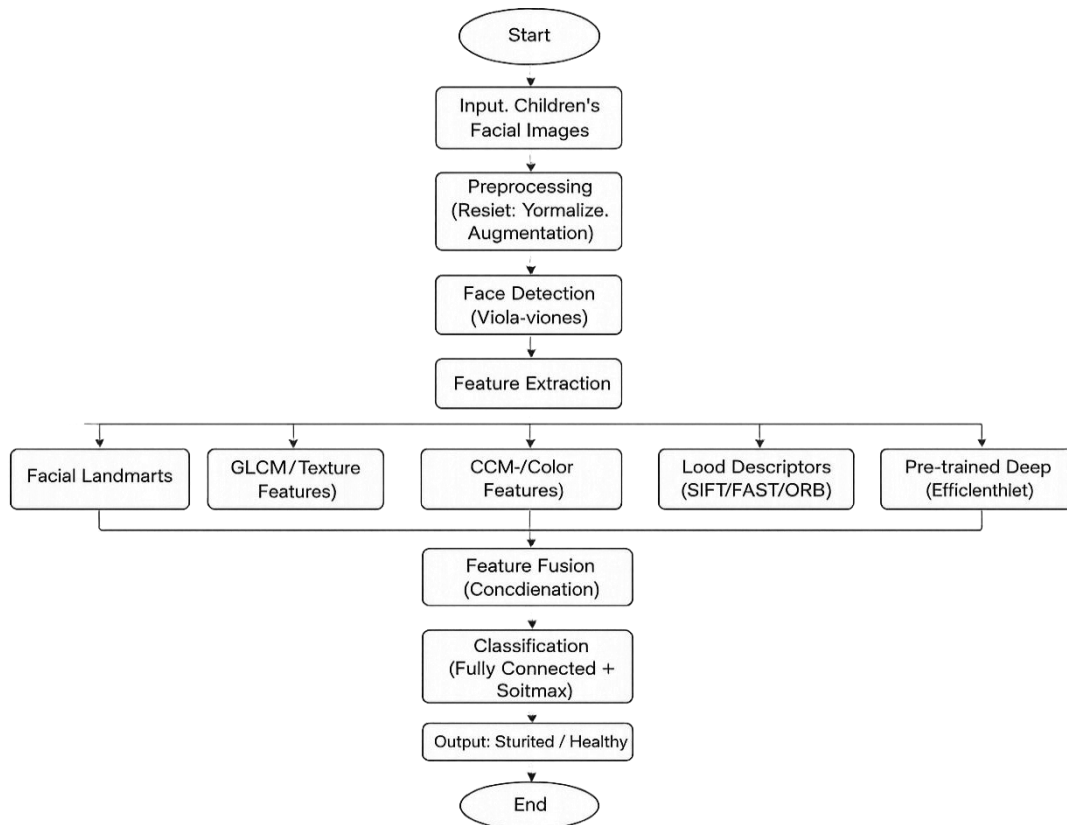 Start
Input. Children's
Facial Images
Preprocessing
(Resiet: Yormalize.
Augmentation)
Face Detection
(Viola-viones)
Feature Extraction
Facial Landmarts
GLCM/Texture
Features)
CCM-/Color
Features)
Lood Descriptors
(SIFT/FAST/ORB)
Pre-trained Deep
(Efficlenthlet)
Feature Fusion
(Concdienation)
Classification
(Fully Connected +
Soitmax)
Output: Sturited / Healthy
End